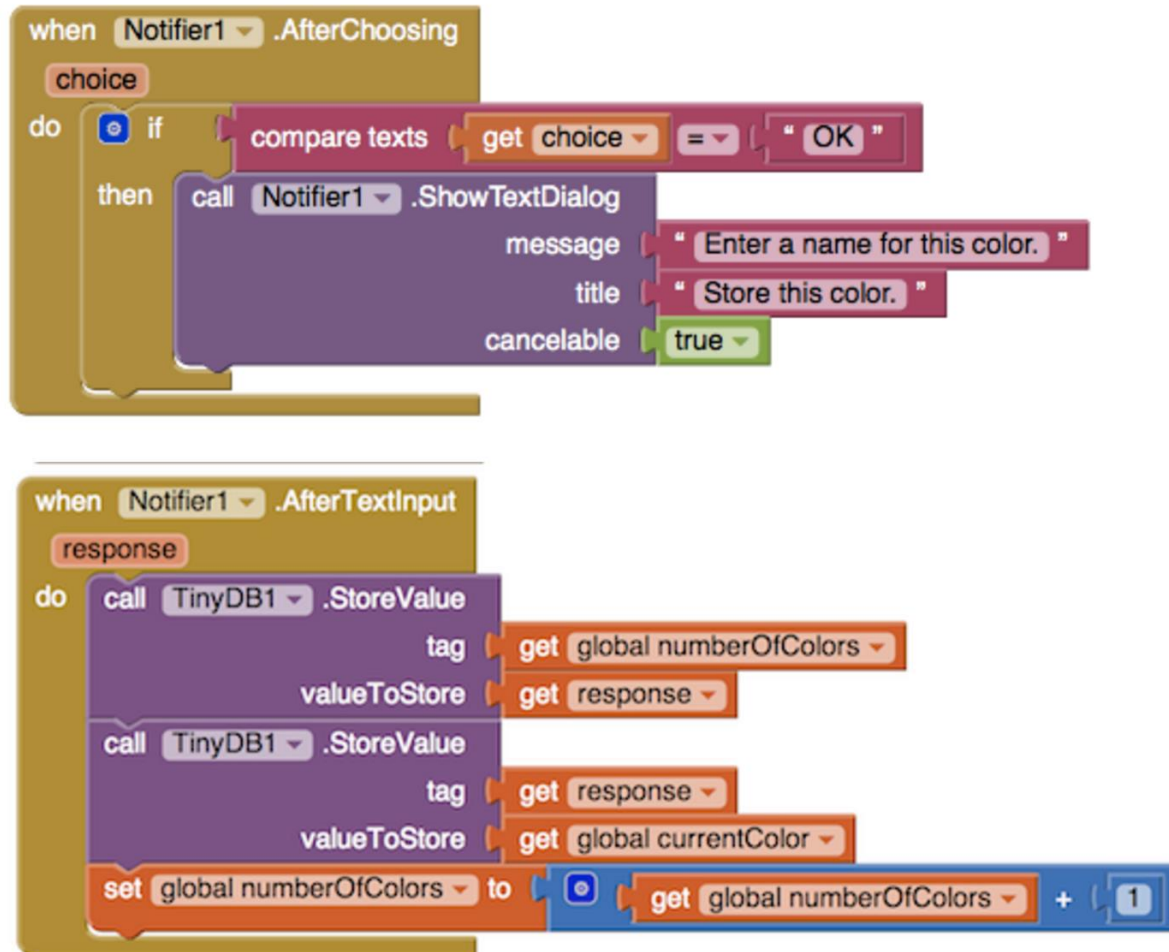 when Notifier1 .AfterChoosing
choice
do if compare texts get choice = " OK "
then call Notifier1 .ShowTextDialog
message " Enter a name for this color. "
title " Store this color. "
cancelable true
when Notifier1 .AfterTextInput
response
do call TinyDB1 .StoreValue
tag get global numberOfColors
valueToStore get response
call TinyDB1 .StoreValue
tag get response
valueToStore get global currentColor
set global numberOfColors to get global numberOfColors + 1